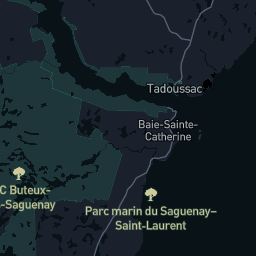 Tadoussac
Baie-Sainte-
Catherine
C Buteux-
-Saguenay
Parc marin du Saguenay–
Saint-Laurent